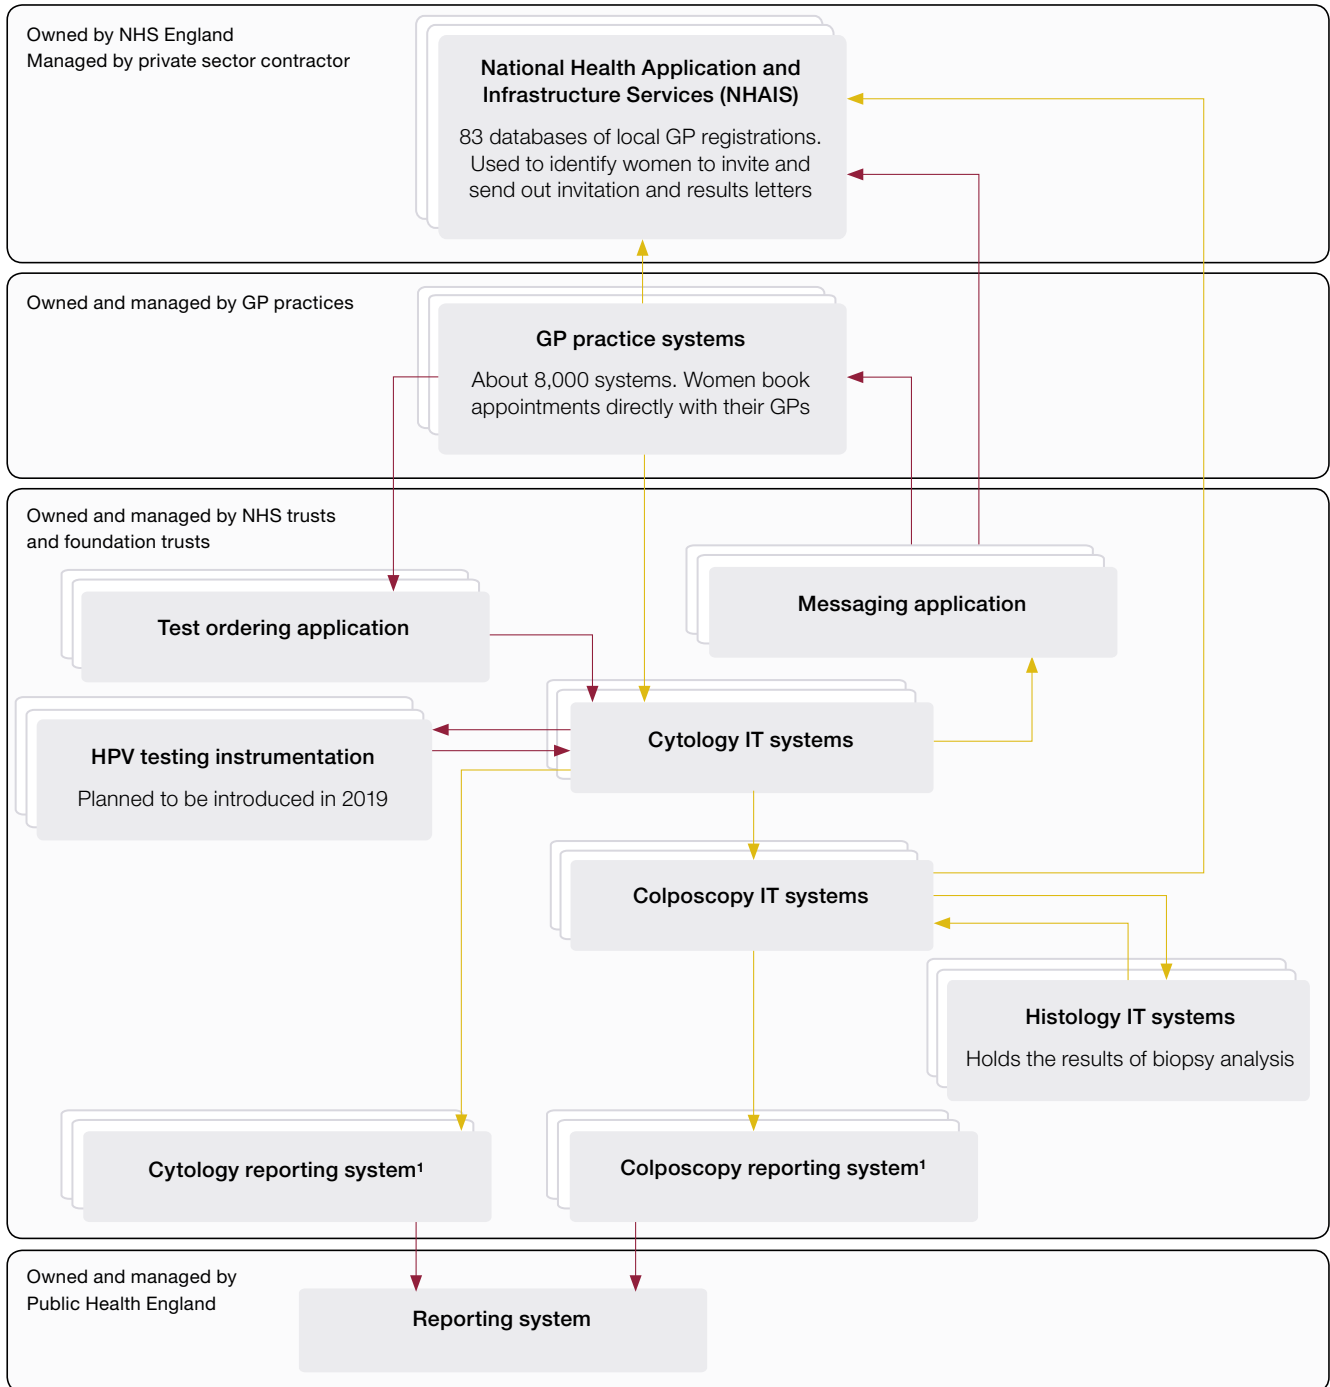 Owned by NHS England
Managed by private sector contractor
National Health Application and
Infrastructure Services (NHAIS)
83 databases of local GP registrations.
Used to identify women to invite and
send out invitation and results letters
Owned and managed by GP practices
GP practice systems
About 8,000 systems. Women book
appointments directly with their GPs
Owned and managed by NHS trusts
and foundation trusts
Test ordering application
Messaging application
HPV testing instrumentation
Planned to be introduced in 2019
Cytology IT systems
Colposcopy IT systems
Histology IT systems
Holds the results of biopsy analysis
Cytology reporting system¹
Colposcopy reporting system¹
Owned and managed by
Public Health England
Reporting system